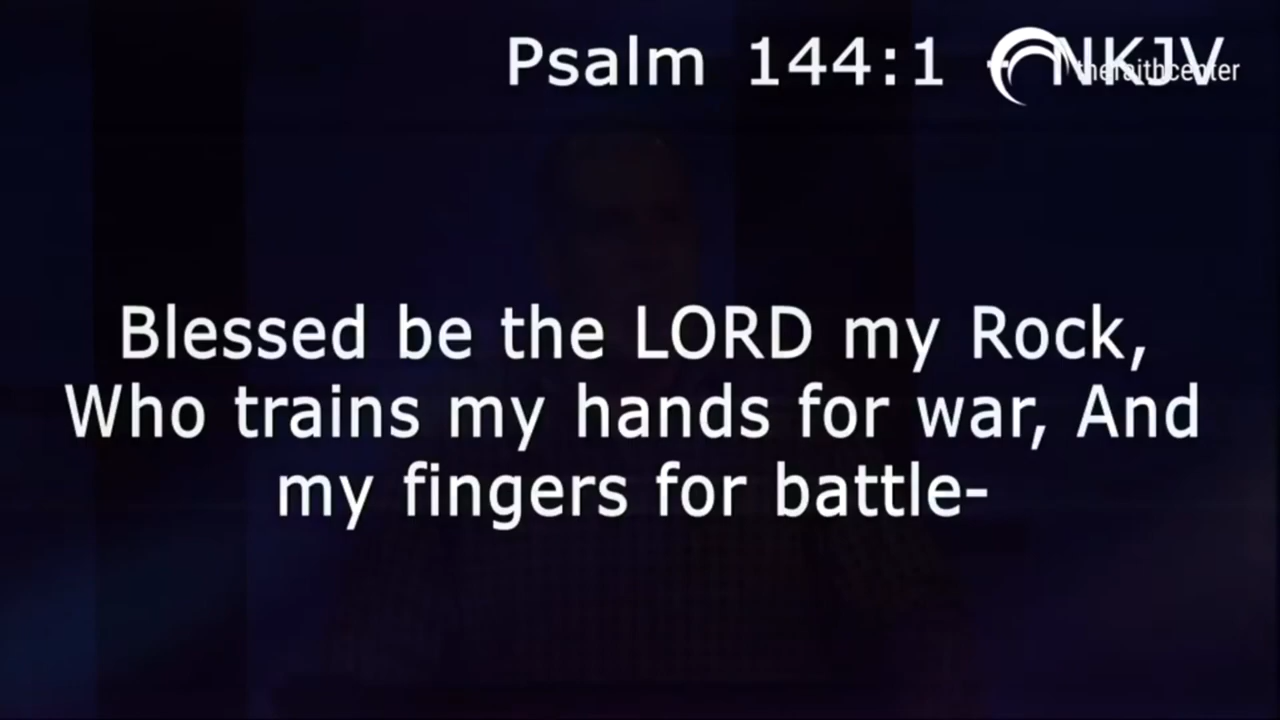 Psalm 144:1 - NKJV
thefaithcenter
Blessed be the LORD my Rock,
Who trains my hands for war, And
my fingers for battle-